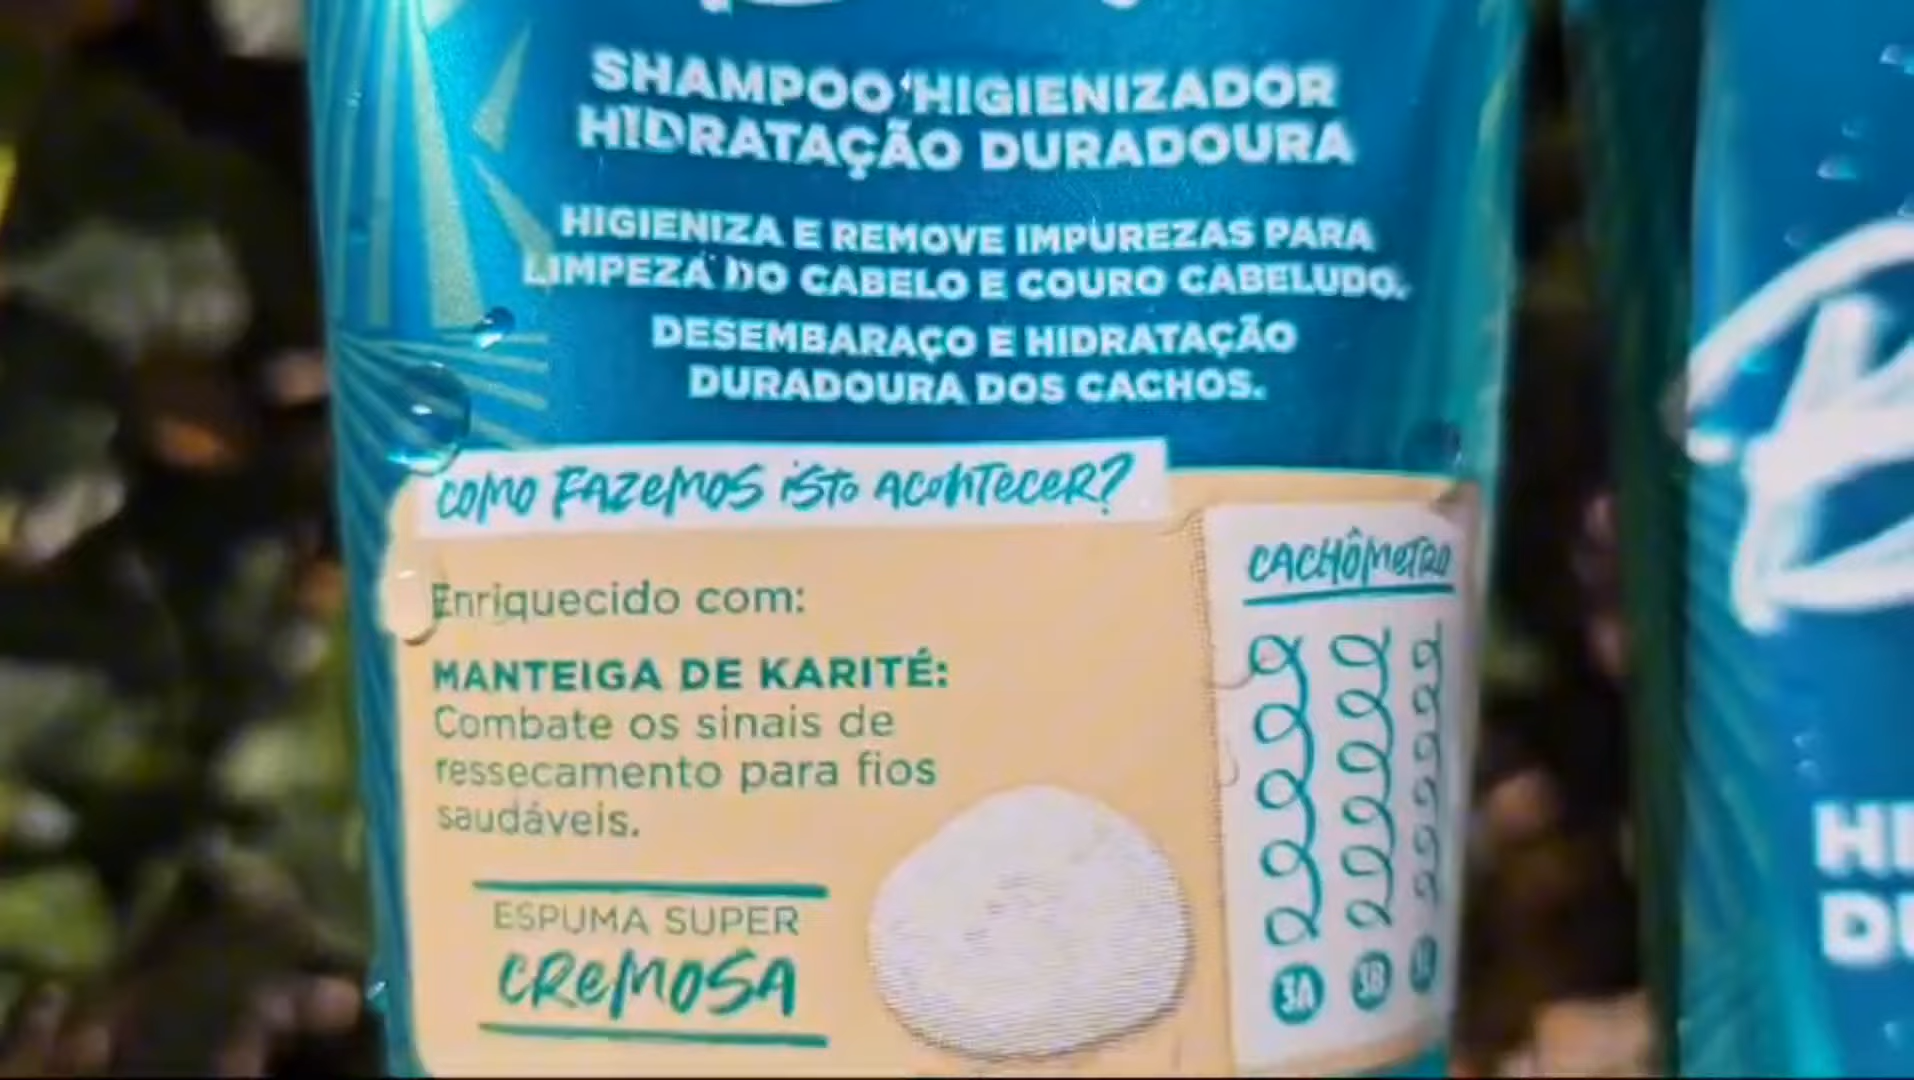 SHAMPOO HIGIENIZADOR
HIDRATAÇÃO DURADOURA
HIGIENIZA E REMOVE IMPUREZAS PARA
LIMPEZA DO CABELO E COURO CABELUDO.
DESEMBARAÇO E HIDRATAÇÃO
DURADOURA DOS CACHOS.
COMO FAZEMOS ISTO ACONTECER?
Enriquecido com:
MANTEIGA DE KARITÉ:
Combate os sinais de
ressecamento para fios
saudáveis.
ESPUMA SUPER
CREMOSA
CACHÔMETRO
3A 3B